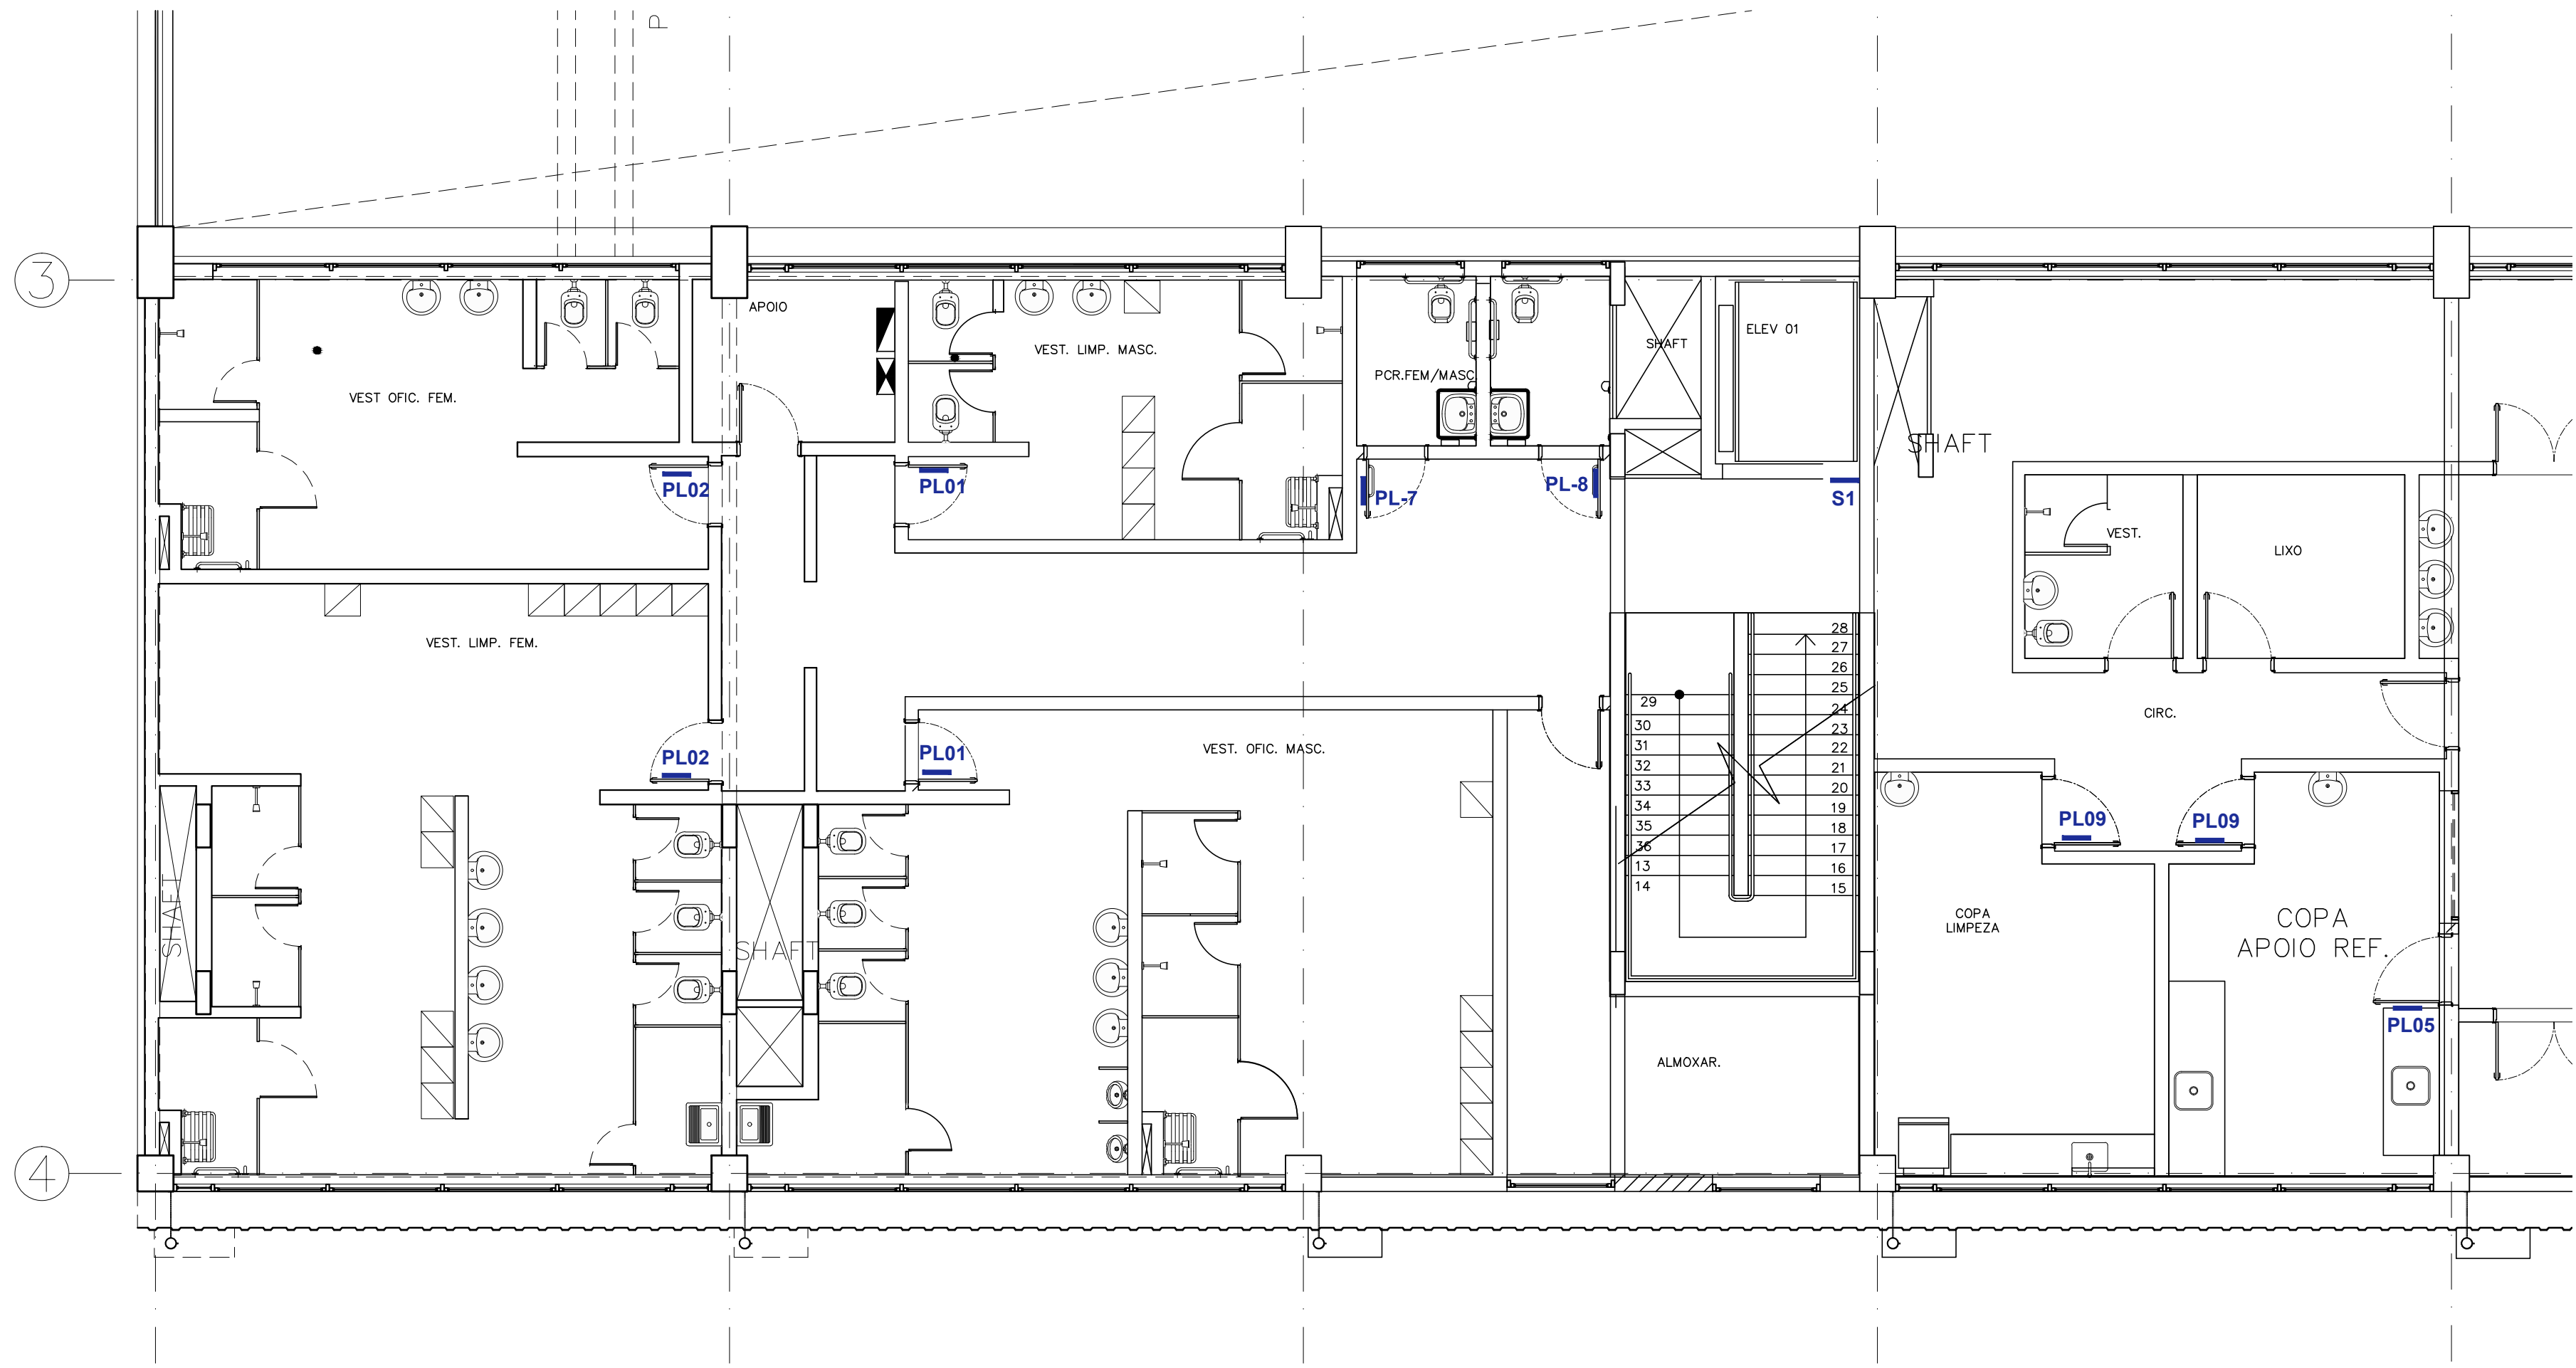 P
3
APOIO
ELEV 01
SHAFT
VEST. LIMP. MASC.
PCR.FEM/MASC
VEST OFIC. FEM.
SHAFT
PL02
PL01
PL-7
PL-8
S1
VEST.
LIXO
VEST. LIMP. FEM.
28
27
26
25
24
23
22
21
20
19
18
17
16
15
29
30
31
32
33
34
35
36
13
14
CIRC.
PL02
PL01
VEST. OFIC. MASC.
PL09
PL09
SHAFT
SHAFT
COPA
LIMPEZA
COPA
APOIO REF.
PL05
ALMOXAR.
4